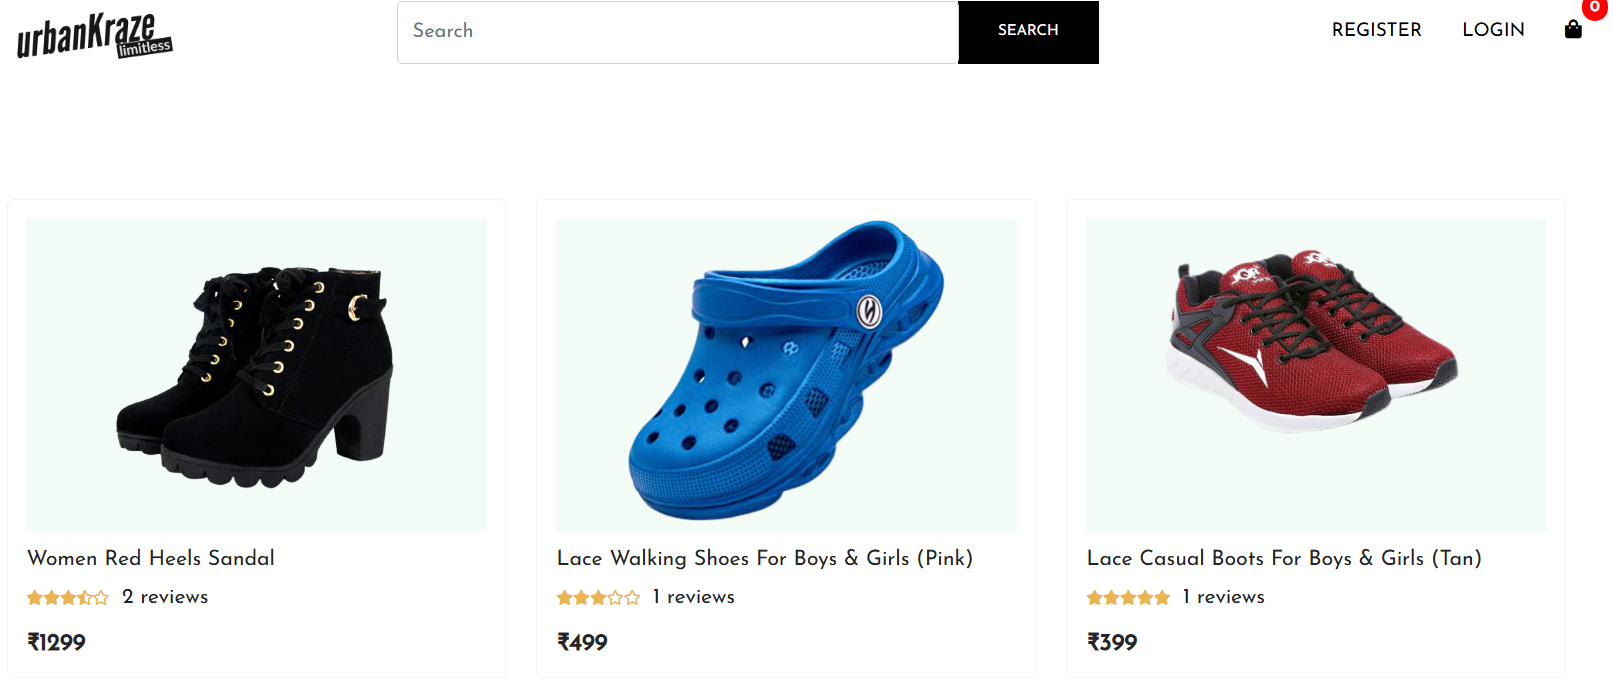 urbanKraze
limitless
Search
SEARCH
REGISTER
LOGIN
0
Women Red Heels Sandal
2 reviews
₹1299
Lace Walking Shoes For Boys & Girls (Pink)
1 reviews
₹499
Lace Casual Boots For Boys & Girls (Tan)
1 reviews
₹399